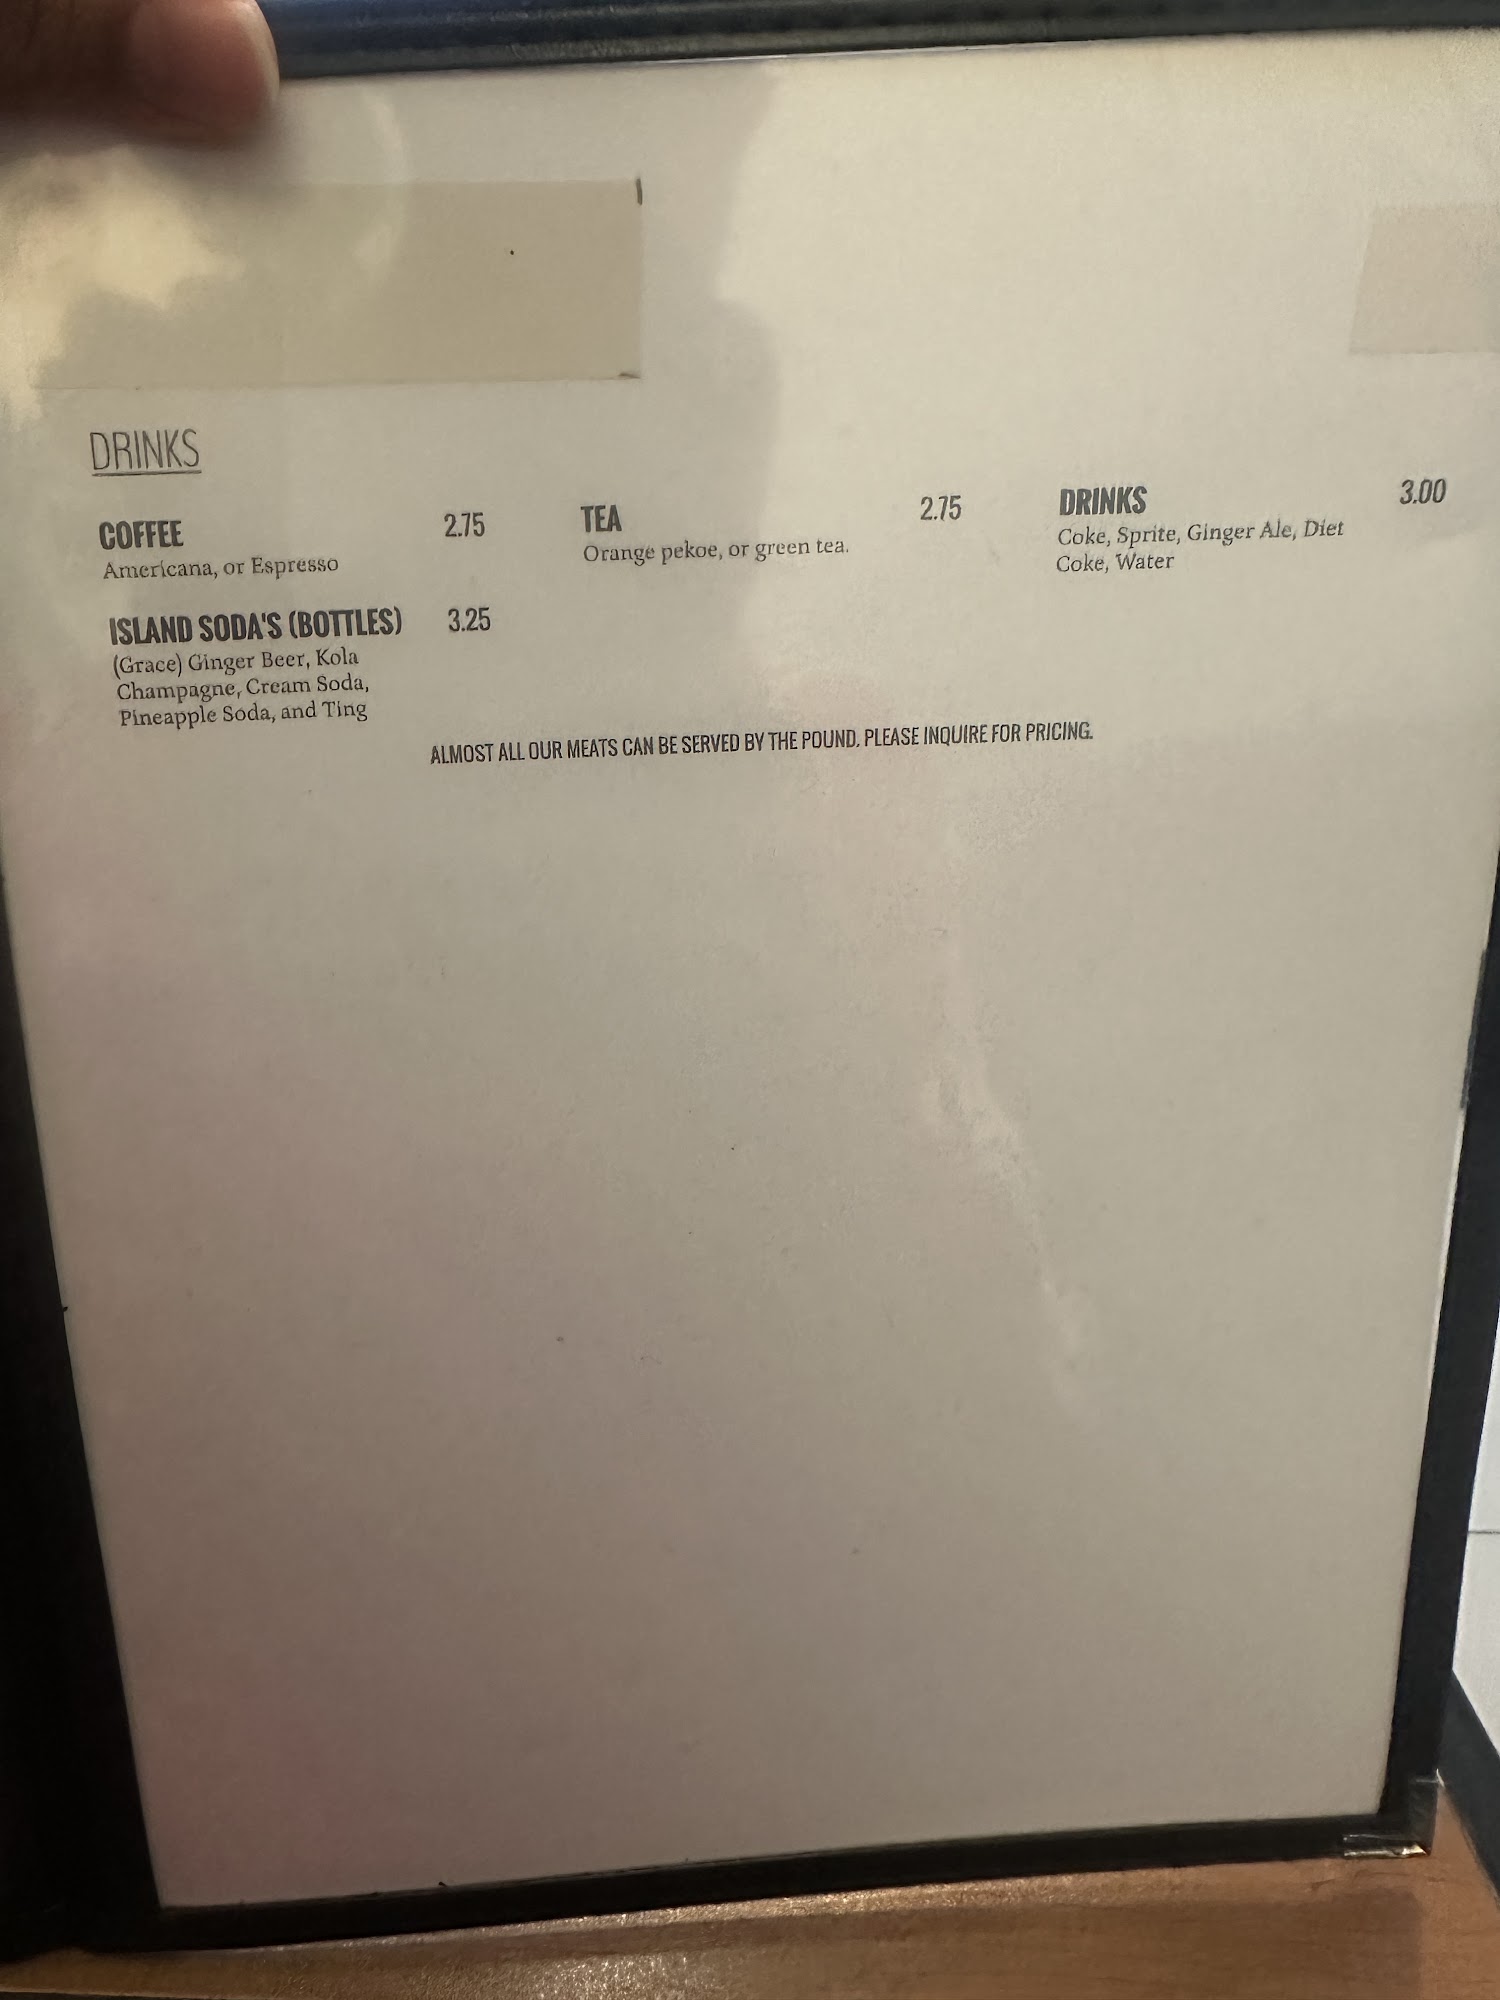 DRINKS
COFFEE 2.75
Americana, or Espresso
TEA 2.75
Orange pekoe, or green tea.
DRINKS 3.00
Coke, Sprite, Ginger Ale, Diet
Coke, Water
ISLAND SODA'S (BOTTLES) 3.25
(Grace) Ginger Beer, Kola
Champagne, Cream Soda,
Pineapple Soda, and Ting
ALMOST ALL OUR MEATS CAN BE SERVED BY THE POUND. PLEASE INQUIRE FOR PRICING.